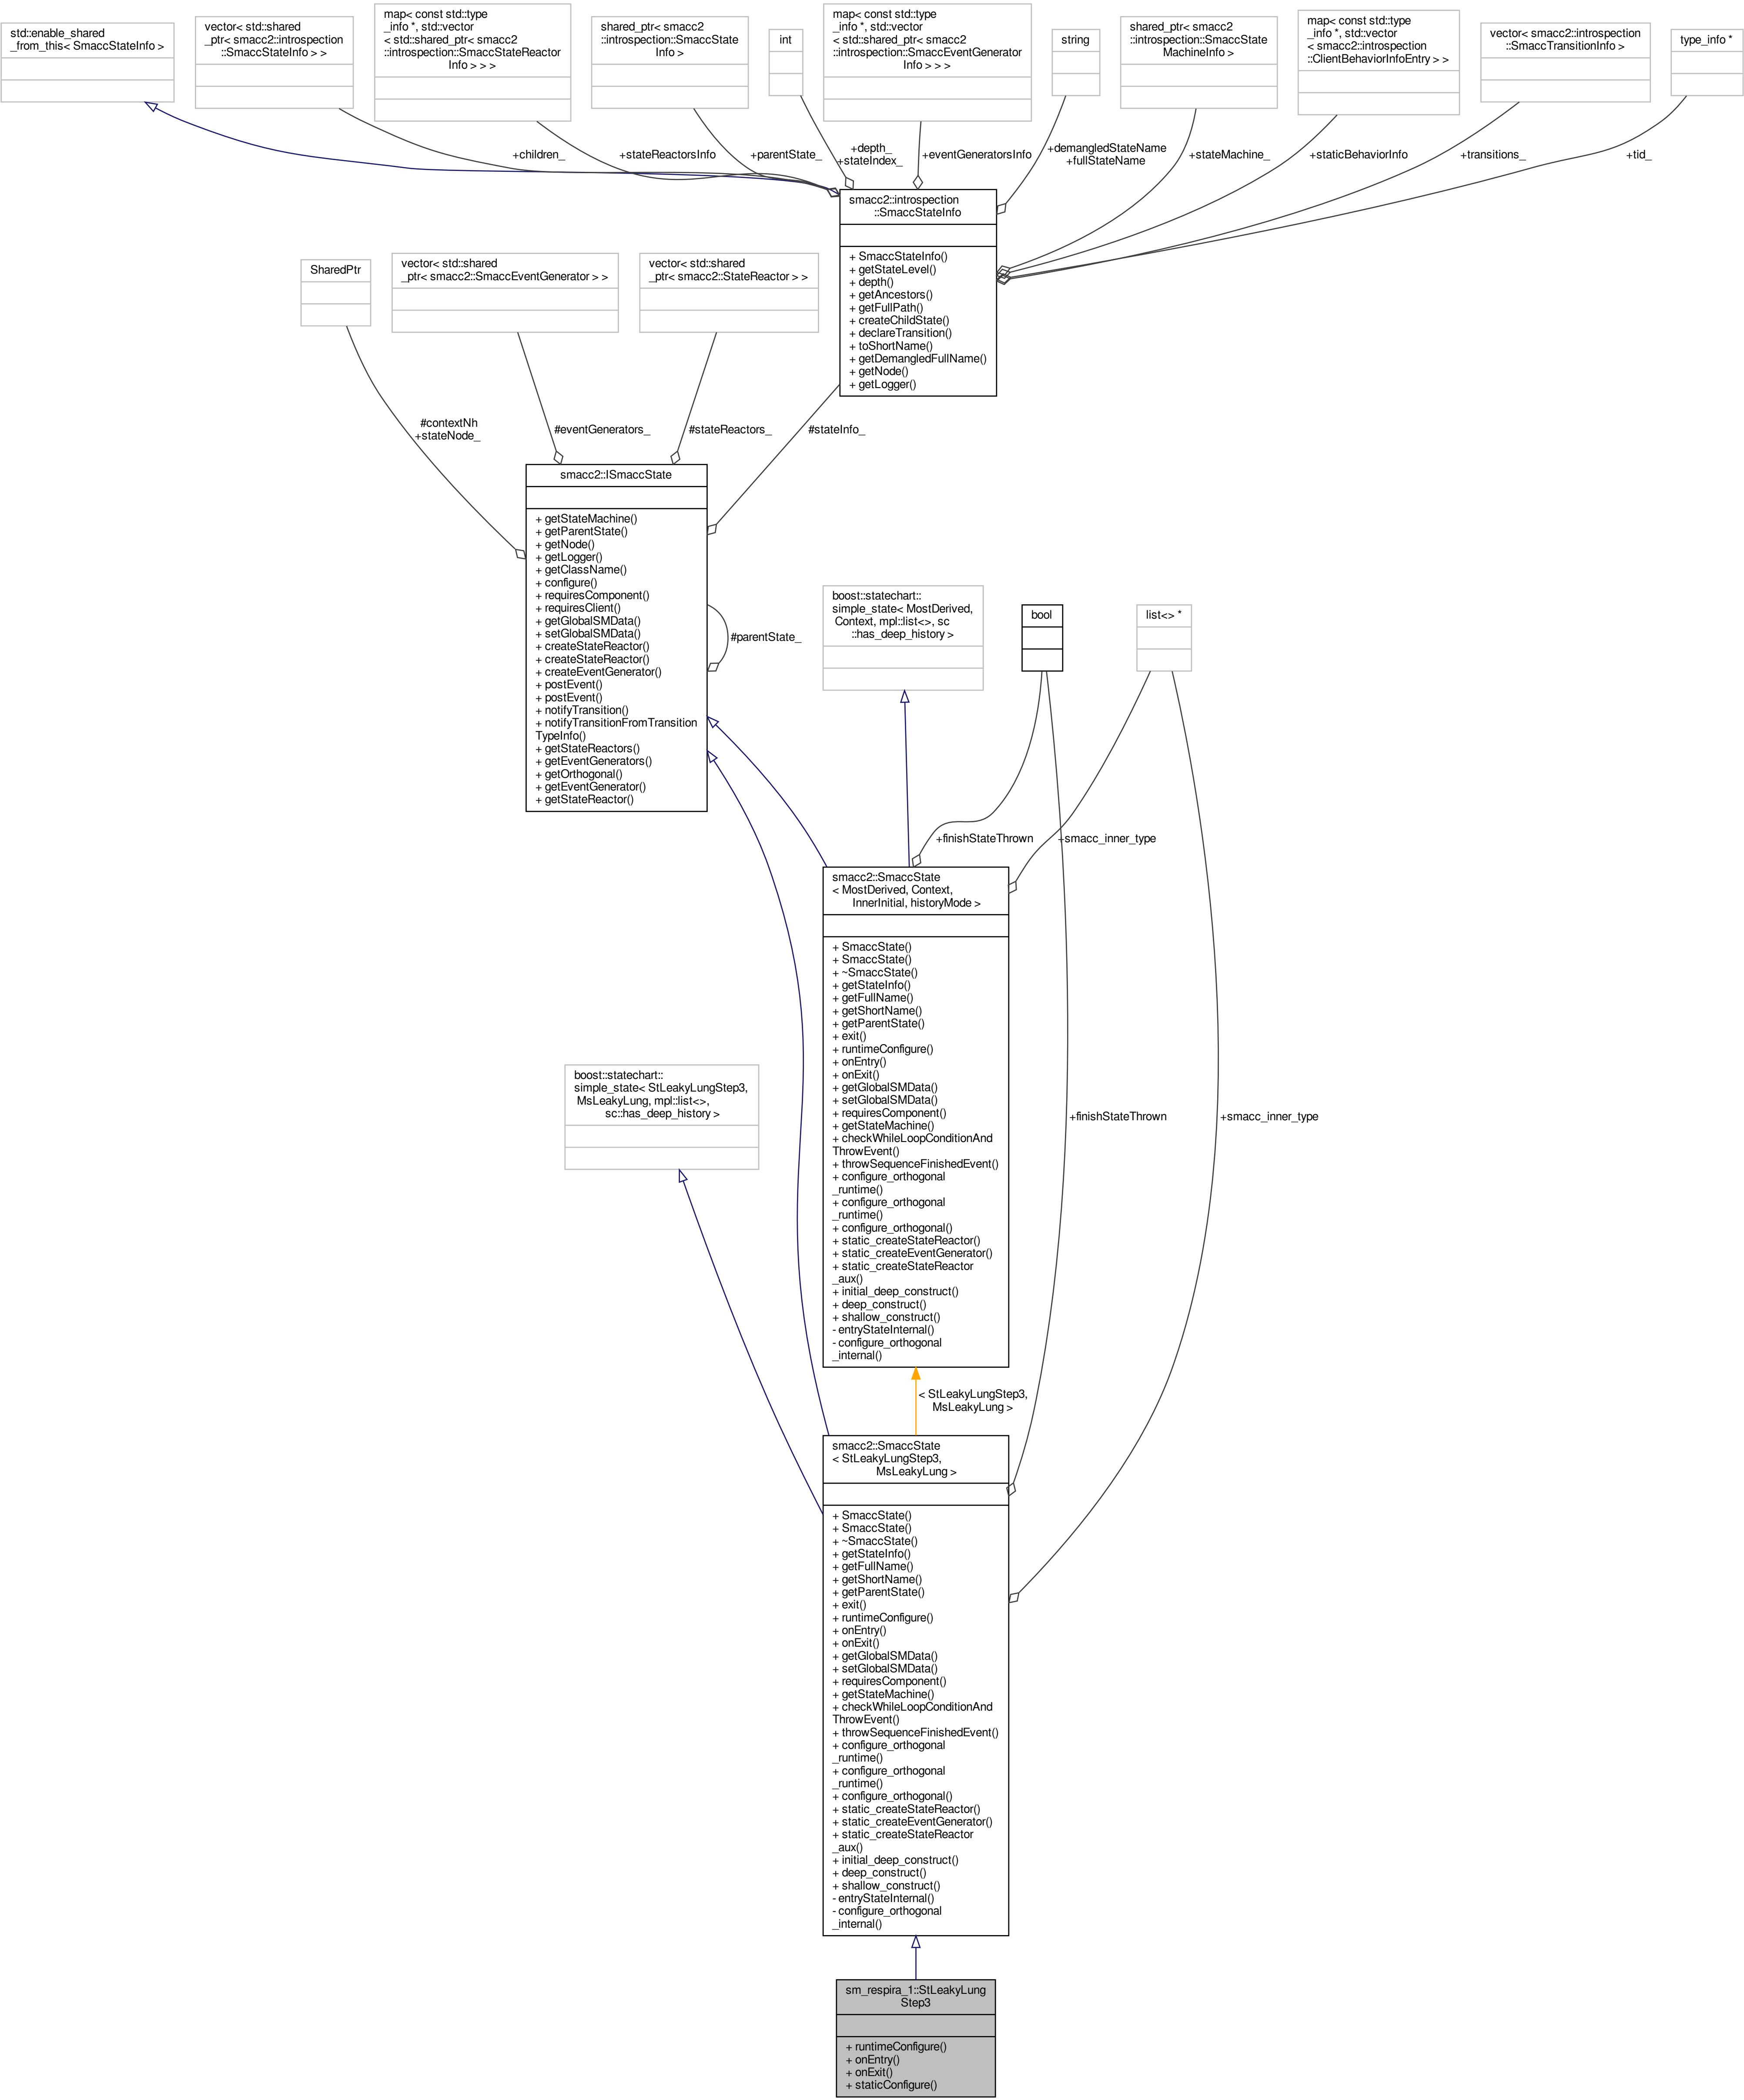 std::enable_shared
_from_this< SmaccStateInfo >
vector< std::shared
_ptr< smacc2::introspection
::SmaccStateInfo > >
map< const std::type
_info *, std::vector
< std::shared_ptr< smacc2
::introspection::SmaccStateReactor
Info > > >
shared_ptr< smacc2
::introspection::SmaccState
Info >
int
map< const std::type
_info *, std::vector
< std::shared_ptr< smacc2
::introspection::SmaccEventGenerator
Info > > >
string
shared_ptr< smacc2
::introspection::SmaccState
MachineInfo >
map< const std::type
_info *, std::vector
< smacc2::introspection
::ClientBehaviorInfoEntry > >
vector< smacc2::introspection
::SmaccTransitionInfo >
type_info *
+children_
+stateReactorsInfo
+parentState_
+depth_
+stateIndex_
+eventGeneratorsInfo
+demangledStateName
+fullStateName
+stateMachine_
+staticBehaviorInfo
+transitions_
+tid_
smacc2::introspection
::SmaccStateInfo
+ SmaccStateInfo()
+ getStateLevel()
+ depth()
+ getAncestors()
+ getFullPath()
+ createChildState()
+ declareTransition()
+ toShortName()
+ getDemangledFullName()
+ getNode()
+ getLogger()
SharedPtr
vector< std::shared
_ptr< smacc2::SmaccEventGenerator > >
vector< std::shared
_ptr< smacc2::StateReactor > >
#contextNh
+stateNode_
#eventGenerators_
#stateReactors_
#stateInfo_
smacc2::ISmaccState
+ getStateMachine()
+ getParentState()
+ getNode()
+ getLogger()
+ getClassName()
+ configure()
+ requiresComponent()
+ requiresClient()
+ getGlobalSMData()
+ setGlobalSMData()
+ createStateReactor()
+ createStateReactor()
+ createEventGenerator()
+ postEvent()
+ postEvent()
+ notifyTransition()
+ notifyTransitionFromTransition
TypeInfo()
+ getStateReactors()
+ getEventGenerators()
+ getOrthogonal()
+ getEventGenerator()
+ getStateReactor()
#parentState_
boost::statechart::
simple_state< MostDerived,
Context, mpl::list<>, sc
::has_deep_history >
bool
list<> *
+finishStateThrown
+smacc_inner_type
smacc2::SmaccState
< MostDerived, Context,
InnerInitial, historyMode >
+ SmaccState()
+ SmaccState()
+ ~SmaccState()
+ getStateInfo()
+ getFullName()
+ getShortName()
+ getParentState()
+ exit()
+ runtimeConfigure()
+ onEntry()
+ onExit()
+ getGlobalSMData()
+ setGlobalSMData()
+ requiresComponent()
+ getStateMachine()
+ checkWhileLoopConditionAnd
ThrowEvent()
+ throwSequenceFinishedEvent()
+ configure_orthogonal
_runtime()
+ configure_orthogonal
_runtime()
+ configure_orthogonal()
+ static_createStateReactor()
+ static_createEventGenerator()
+ static_createStateReactor
_aux()
+ initial_deep_construct()
+ deep_construct()
+ shallow_construct()
- entryStateInternal()
- configure_orthogonal
_internal()
boost::statechart::
simple_state< StLeakyLungStep3,
MsLeakyLung, mpl::list<>,
sc::has_deep_history >
+finishStateThrown
+smacc_inner_type
< StLeakyLungStep3,
MsLeakyLung >
smacc2::SmaccState
< StLeakyLungStep3,
MsLeakyLung >
+ SmaccState()
+ SmaccState()
+ ~SmaccState()
+ getStateInfo()
+ getFullName()
+ getShortName()
+ getParentState()
+ exit()
+ runtimeConfigure()
+ onEntry()
+ onExit()
+ getGlobalSMData()
+ setGlobalSMData()
+ requiresComponent()
+ getStateMachine()
+ checkWhileLoopConditionAnd
ThrowEvent()
+ throwSequenceFinishedEvent()
+ configure_orthogonal
_runtime()
+ configure_orthogonal
_runtime()
+ configure_orthogonal()
+ static_createStateReactor()
+ static_createEventGenerator()
+ static_createStateReactor
_aux()
+ initial_deep_construct()
+ deep_construct()
+ shallow_construct()
- entryStateInternal()
- configure_orthogonal
_internal()
sm_respira_1::StLeakyLung
Step3
+ runtimeConfigure()
+ onEntry()
+ onExit()
+ staticConfigure()